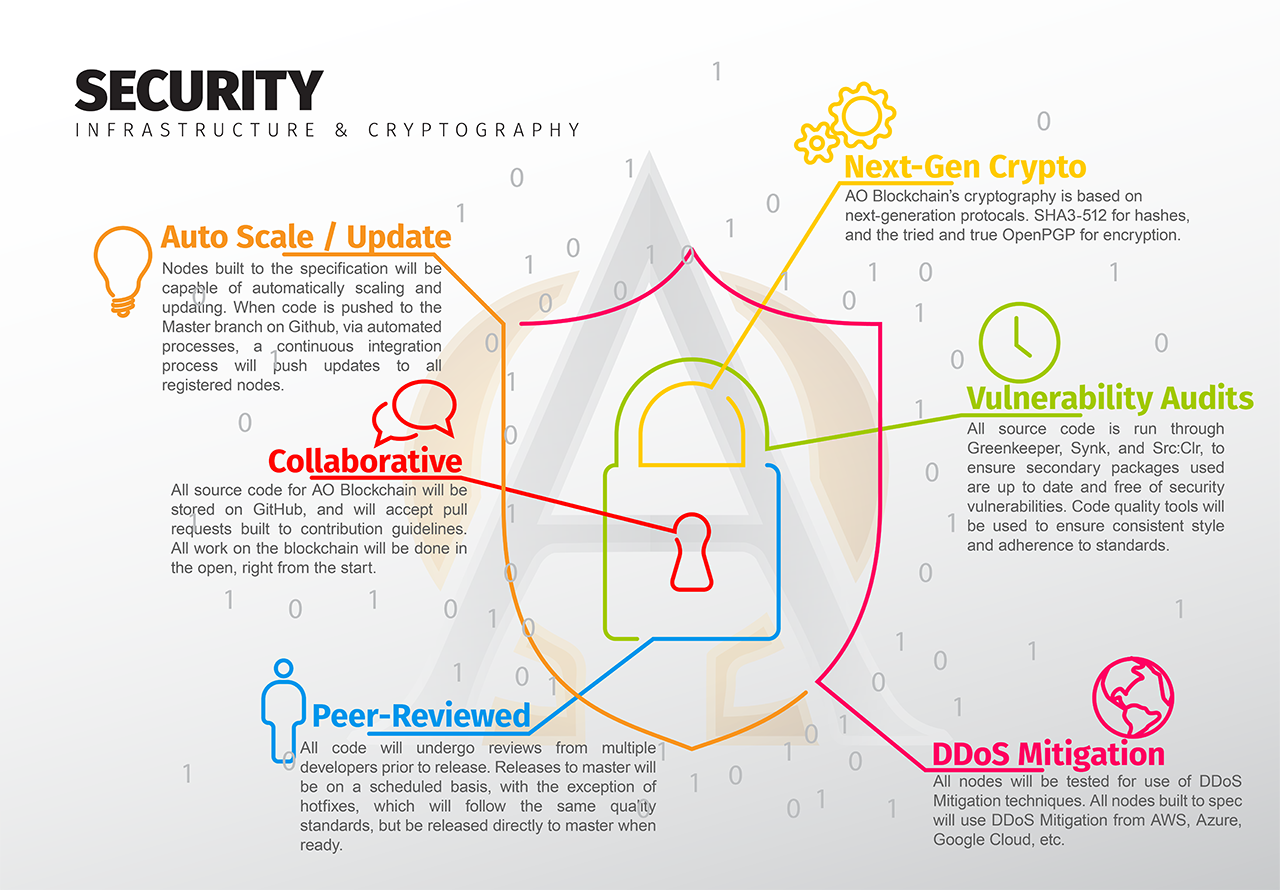 SECURITY
INFRASTRUCTURE & CRYPTOGRAPHY
Auto Scale / Update
Nodes built to the specification will be
capable of automatically scaling and
updating. When code is pushed to the
Master branch on Github, via automated
processes, a continuous integration
process will push updates to all
registered nodes.
Collaborative
All source code for AO Blockchain will be
stored on GitHub, and will accept pull
requests built to contribution guidelines.
All work on the blockchain will be done in
the open, right from the start.
Peer-Reviewed
All code will undergo reviews from multiple
developers prior to release. Releases to master will
be on a scheduled basis, with the exception of
hotfixes, which will follow the same quality
standards, but be released directly to master when
ready.
Next-Gen Crypto
AO Blockchain's cryptography is based on
next-generation protocals. SHA3-512 for hashes,
and the tried and true OpenPGP for encryption.
Vulnerability Audits
All source code is run through
Greenkeeper, Synk, and Src:Clr, to
ensure secondary packages used
are up to date and free of security
vulnerabilities. Code quality tools will
be used to ensure consistent style
and adherence to standards.
DDoS Mitigation
All nodes will be tested for use of DDoS
Mitigation techniques. All nodes built to spec
will use DDoS Mitigation from AWS, Azure,
Google Cloud, etc.